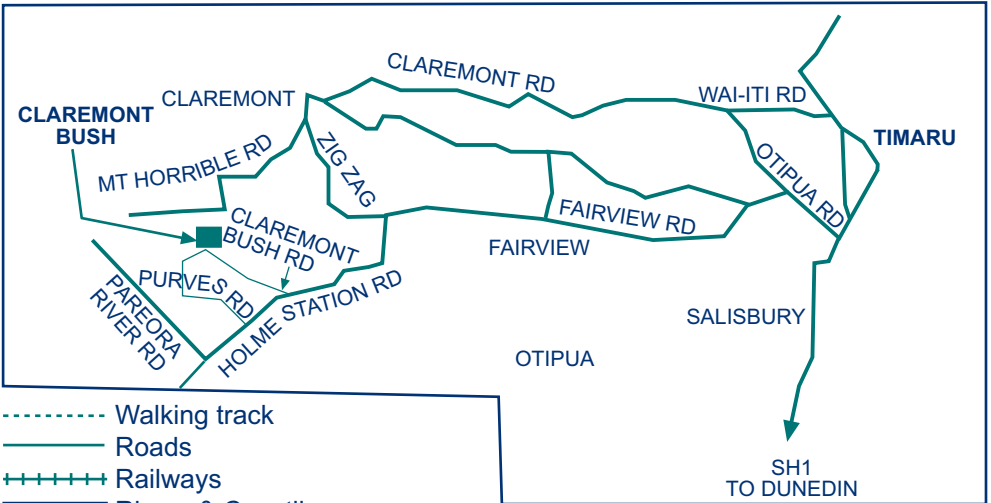 CLAREMONT RD
CLAREMONT
WAI-ITI RD
CLAREMONT
BUSH
TIMARU
ZIG ZAG
MT HORRIBLE RD
OTIPUA RD
CLAREMONT
BUSH RD
FAIRVIEW RD
FAIRVIEW
PURVES RD
PAREORA
RIVER RD
HOLME STATION RD
SALISBURY
OTIPUA
SH1
TO DUNEDIN
Walking track
Roads
Railways